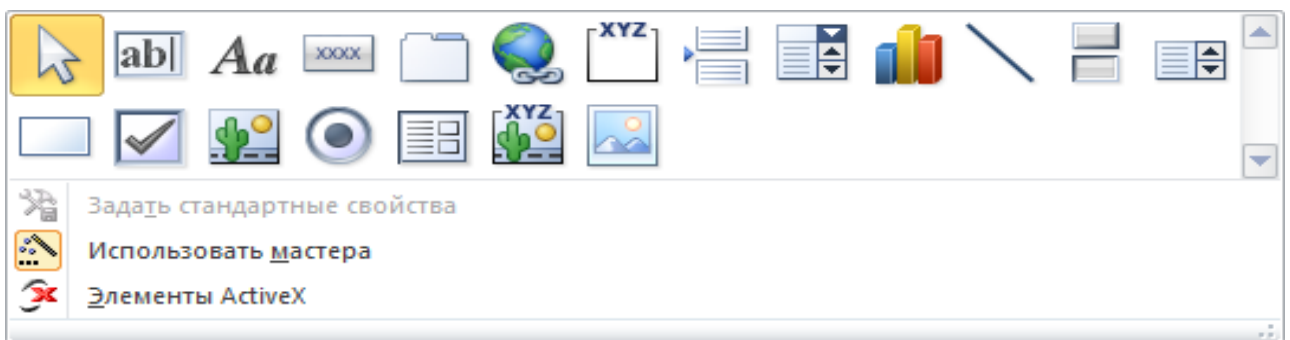 ab Aa XXXX XYZ
XYZ
Задать стандартные свойства
Использовать мастера
Элементы ActiveX